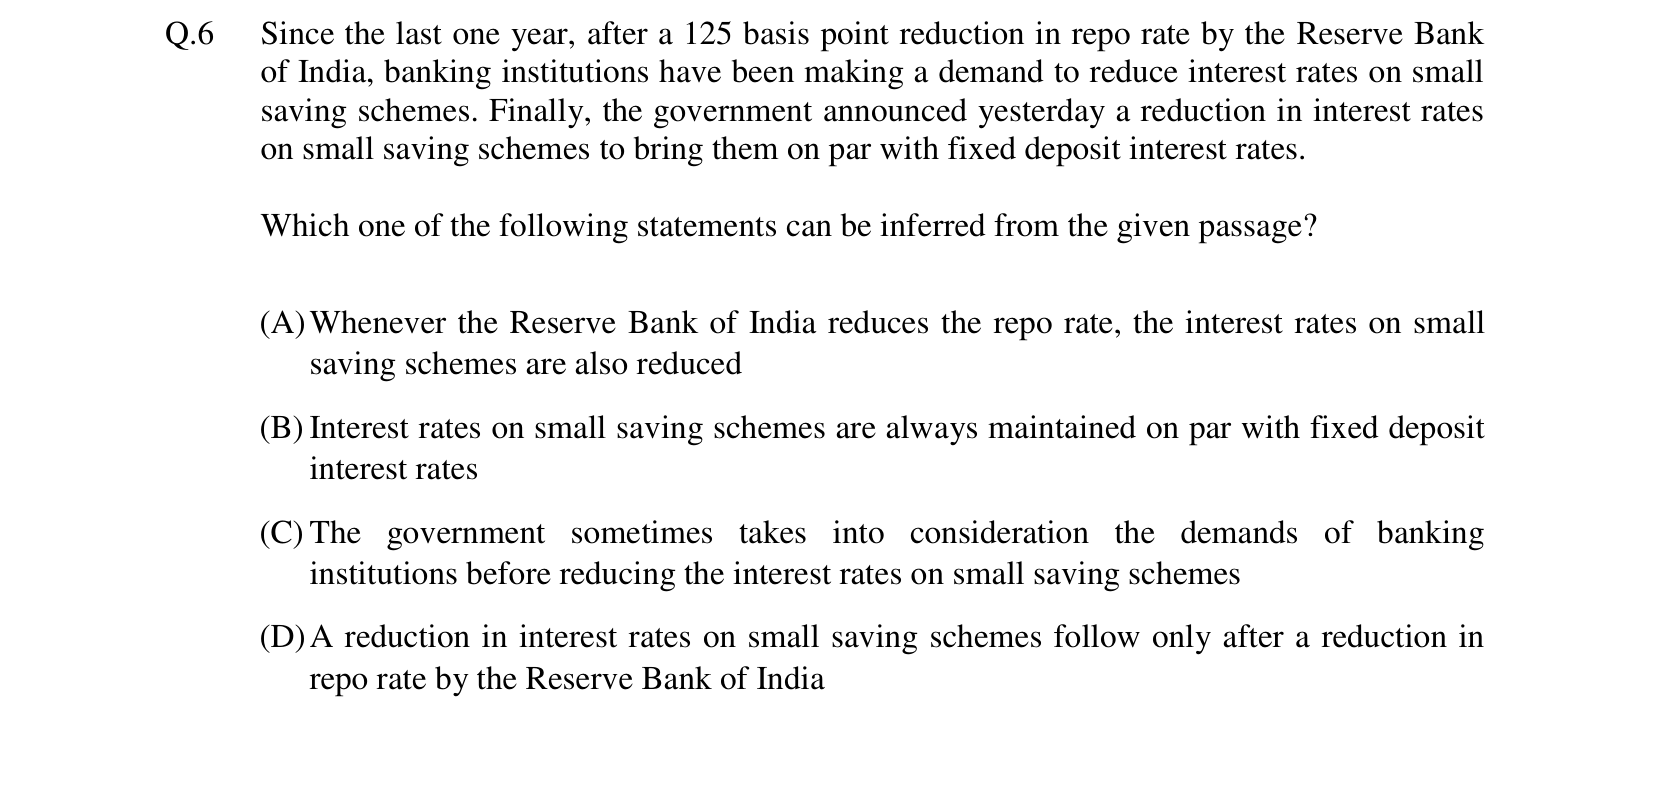 Q.6 Since the last one year, after a 125 basis point reduction in repo rate by the Reserve Bank
of India, banking institutions have been making a demand to reduce interest rates on small
saving schemes. Finally, the government announced yesterday a reduction in interest rates
on small saving schemes to bring them on par with fixed deposit interest rates.
Which one of the following statements can be inferred from the given passage?
(A) Whenever the Reserve Bank of India reduces the repo rate, the interest rates on small
saving schemes are also reduced
(B) Interest rates on small saving schemes are always maintained on par with fixed deposit
interest rates
(C) The government sometimes takes into consideration the demands of banking
institutions before reducing the interest rates on small saving schemes
(D) A reduction in interest rates on small saving schemes follow only after a reduction in
repo rate by the Reserve Bank of India